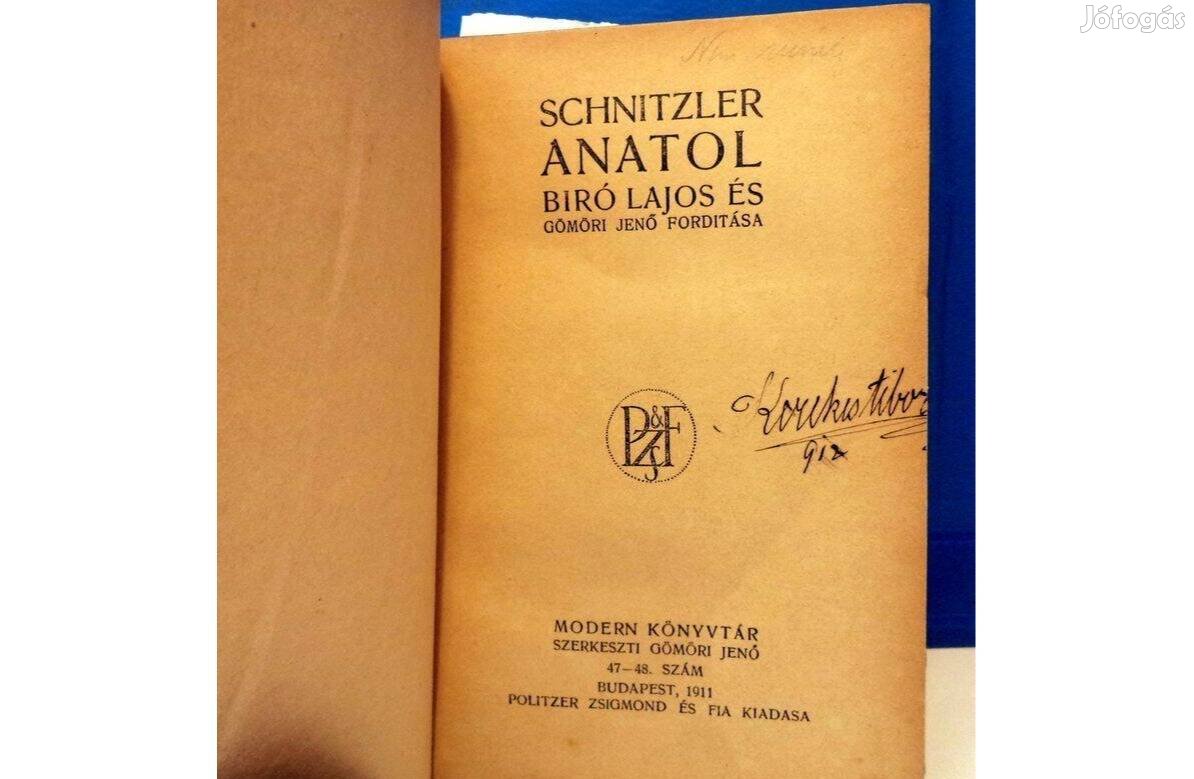 Jófogás
SCHNITZLER
ANATOL
BIRÓ LAJOS ÉS
GÖMÖRI JENŐ FORDITÁSA
PZF
&
S
MODERN KÖNYVTÁR
SZERKESZTI GÖMÖRI JENŐ
47—48. SZÁM
BUDAPEST, 1911
POLITZER ZSIGMOND ÉS FIA KIADASA